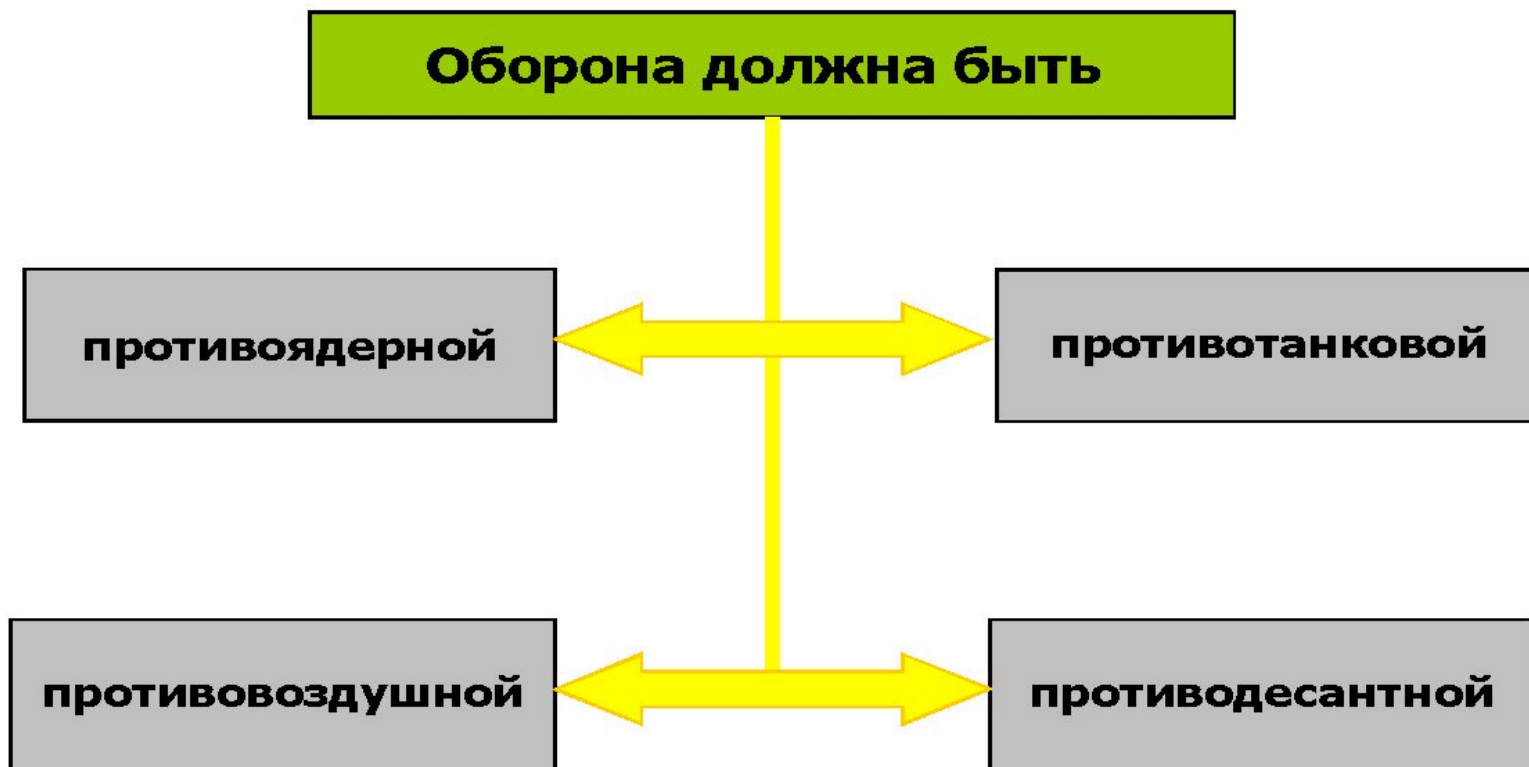 Оборона должна быть
противоядерной
противотанковой
противовоздушной
противодесантной